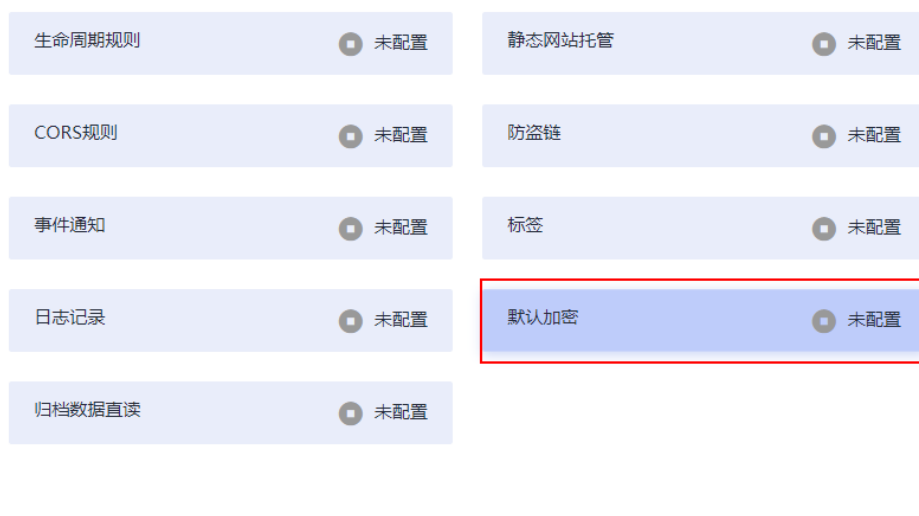 生命周期规则 未配置 静态网站托管 未配置
CORS规则 未配置 防盗链 未配置
事件通知 未配置 标签 未配置
日志记录 未配置 默认加密 未配置
归档数据直读 未配置